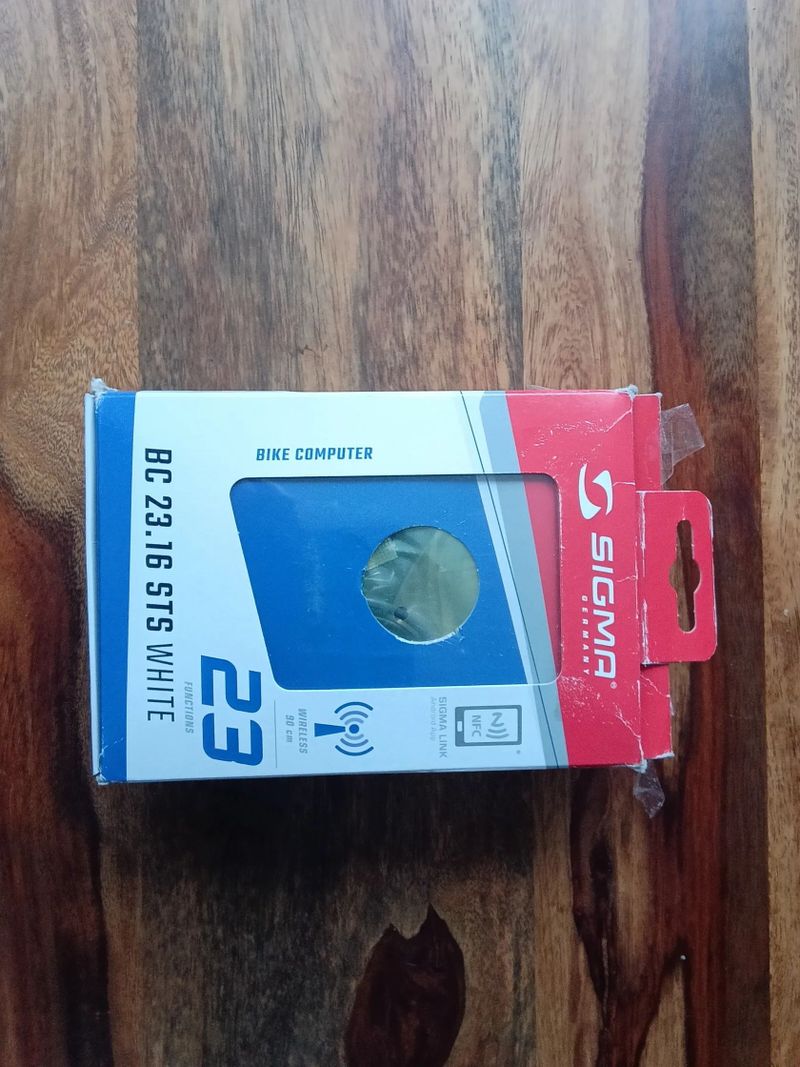 SIGMA®
GERMANY
BIKE COMPUTER
NFC
*
SIGMA LINK
Android App
WIRELESS
90 cm
23
FUNCTIONS
BC 23.16 STS WHITE